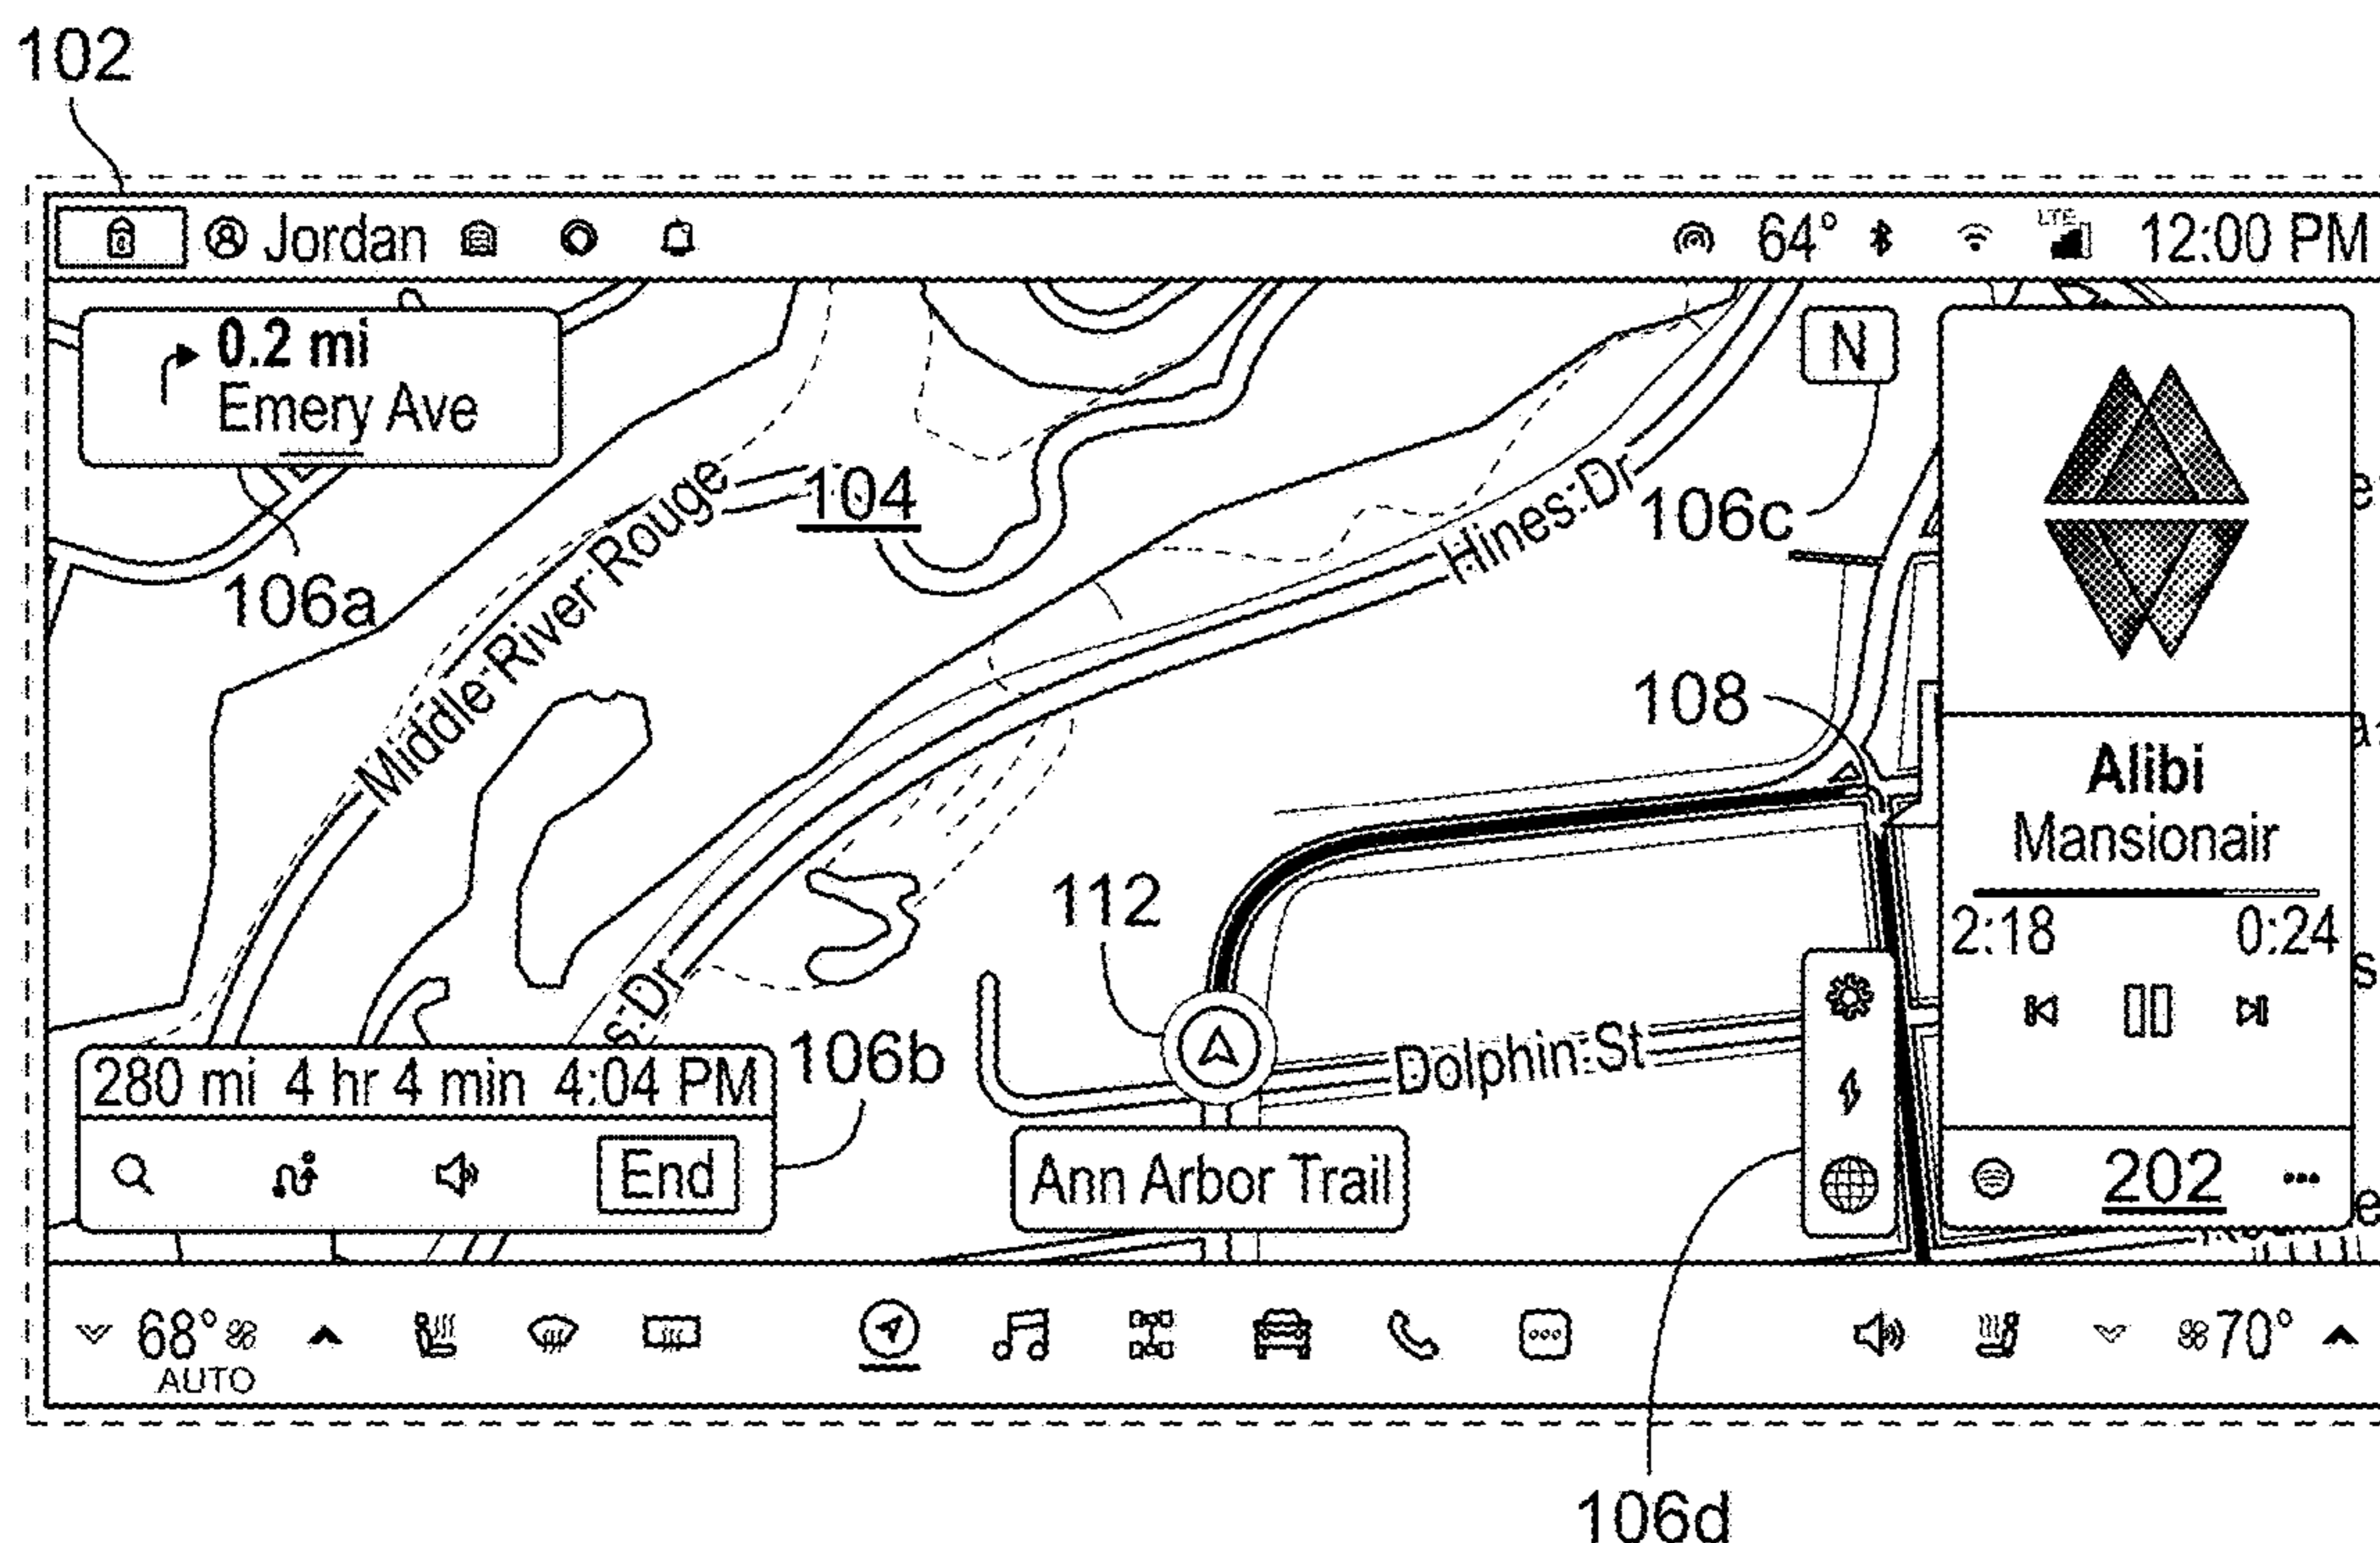 102
Jordan 64° LTE 12:00 PM
0.2 mi
Emery Ave
N
104
106a
106c
Middle River Rouge
Hines Dr
108
Alibi
Mansionair
112
2:18 0:24
s Dr
106b
280 mi 4 hr 4 min 4:04 PM
End
Dolphin St
Ann Arbor Trail
202
68° 70°
AUTO
106d